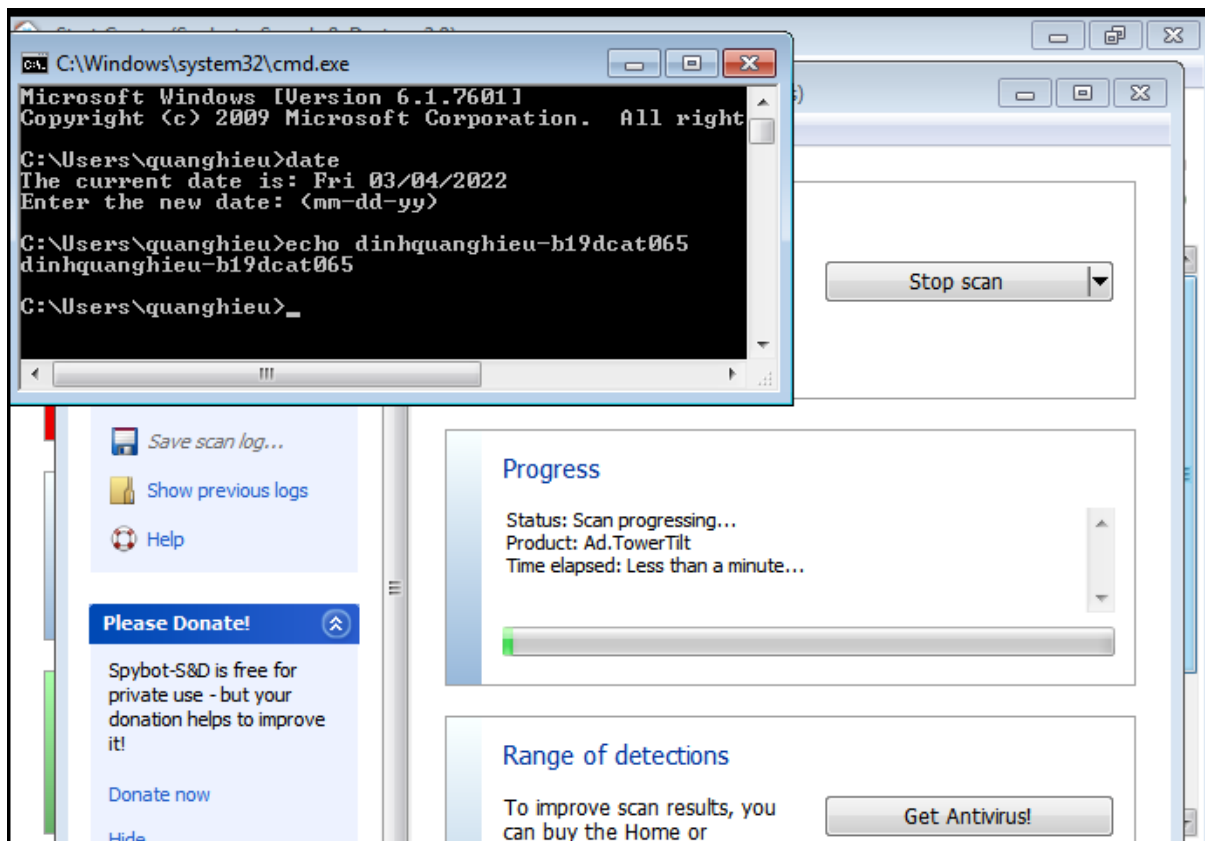 C:\Windows\system32\cmd.exe
Microsoft Windows [Version 6.1.7601]
Copyright (c) 2009 Microsoft Corporation.  All right
C:\Users\quanghieu>date
The current date is: Fri 03/04/2022
Enter the new date: (mm-dd-yy)
C:\Users\quanghieu>echo dinhquanghieu-b19dcat065
dinhquanghieu-b19dcat065
C:\Users\quanghieu>_
Stop scan
Save scan log...
Show previous logs
Help
Please Donate!
Spybot-S&D is free for
private use - but your
donation helps to improve
it!
Donate now
Hide
Progress
Status: Scan progressing...
Product: Ad.TowerTilt
Time elapsed: Less than a minute...
Range of detections
To improve scan results, you
can buy the Home or
Get Antivirus!